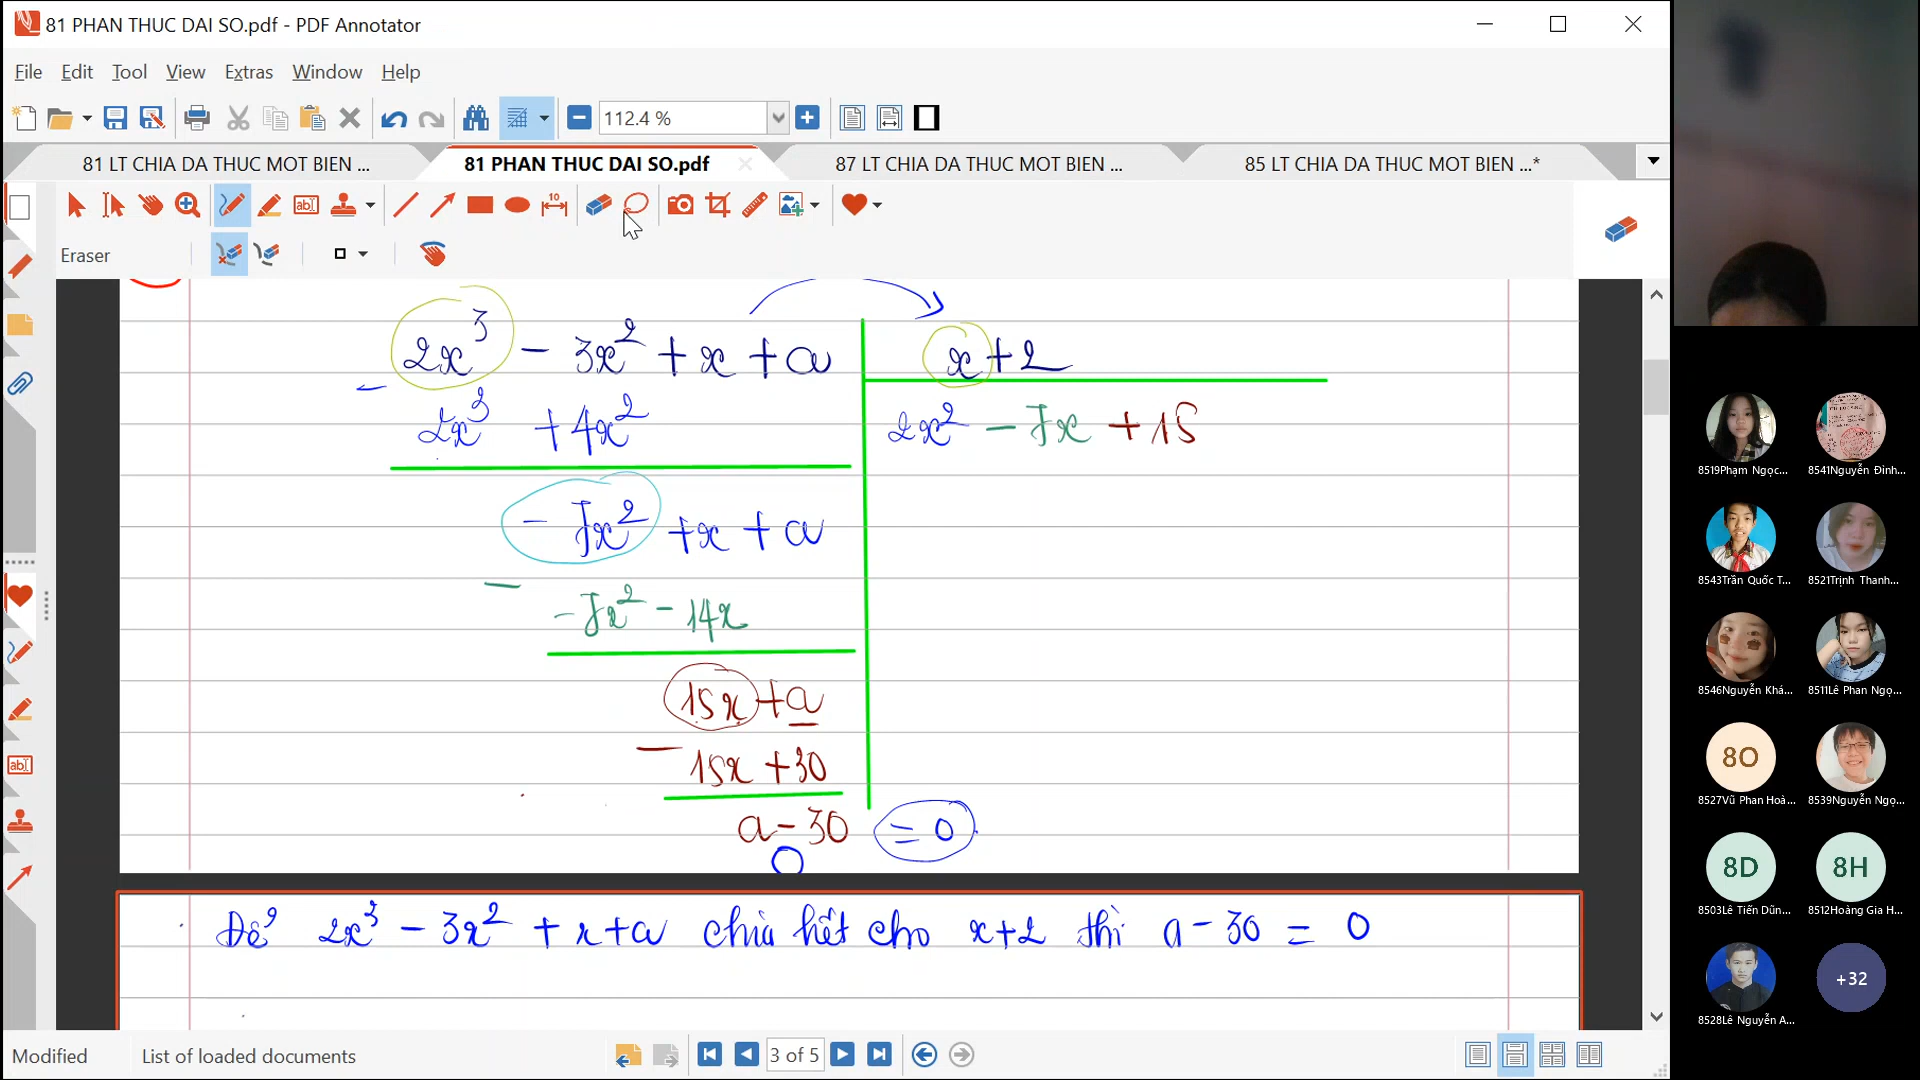 81 PHAN THUC DAI SO.pdf - PDF Annotator
File Edit Tool View Extras Window Help
112.4 %
81 LT CHIA DA THUC MOT BIEN ... 81 PHAN THUC DAI SO.pdf 87 LT CHIA DA THUC MOT BIEN ... 85 LT CHIA DA THUC MOT BIEN ...*
Eraser
2x³ - 3x² + x + a x+2
2x³ + 4x² 2x² - 7x + 15
- 7x² + x + a
- 7x² - 14x
15x + a
15x + 30
a - 30 = 0
0
Để 2x³ - 3x² + x + a chia hết cho x+2 thì a - 30 = 0
Modified List of loaded documents 3 of 5
8519Phạm Ngọc... 8541Nguyễn Đình...
8543Trần Quốc T... 8521Trịnh Thanh...
8546Nguyễn Khá... 8511Lê Phan Ngọ...
8O
8527Vũ Phan Hoà... 8539Nguyễn Ngọ...
8D 8H
8503Lê Tiến Dũn... 8512Hoàng Gia H...
+32
8528Lê Nguyễn A...